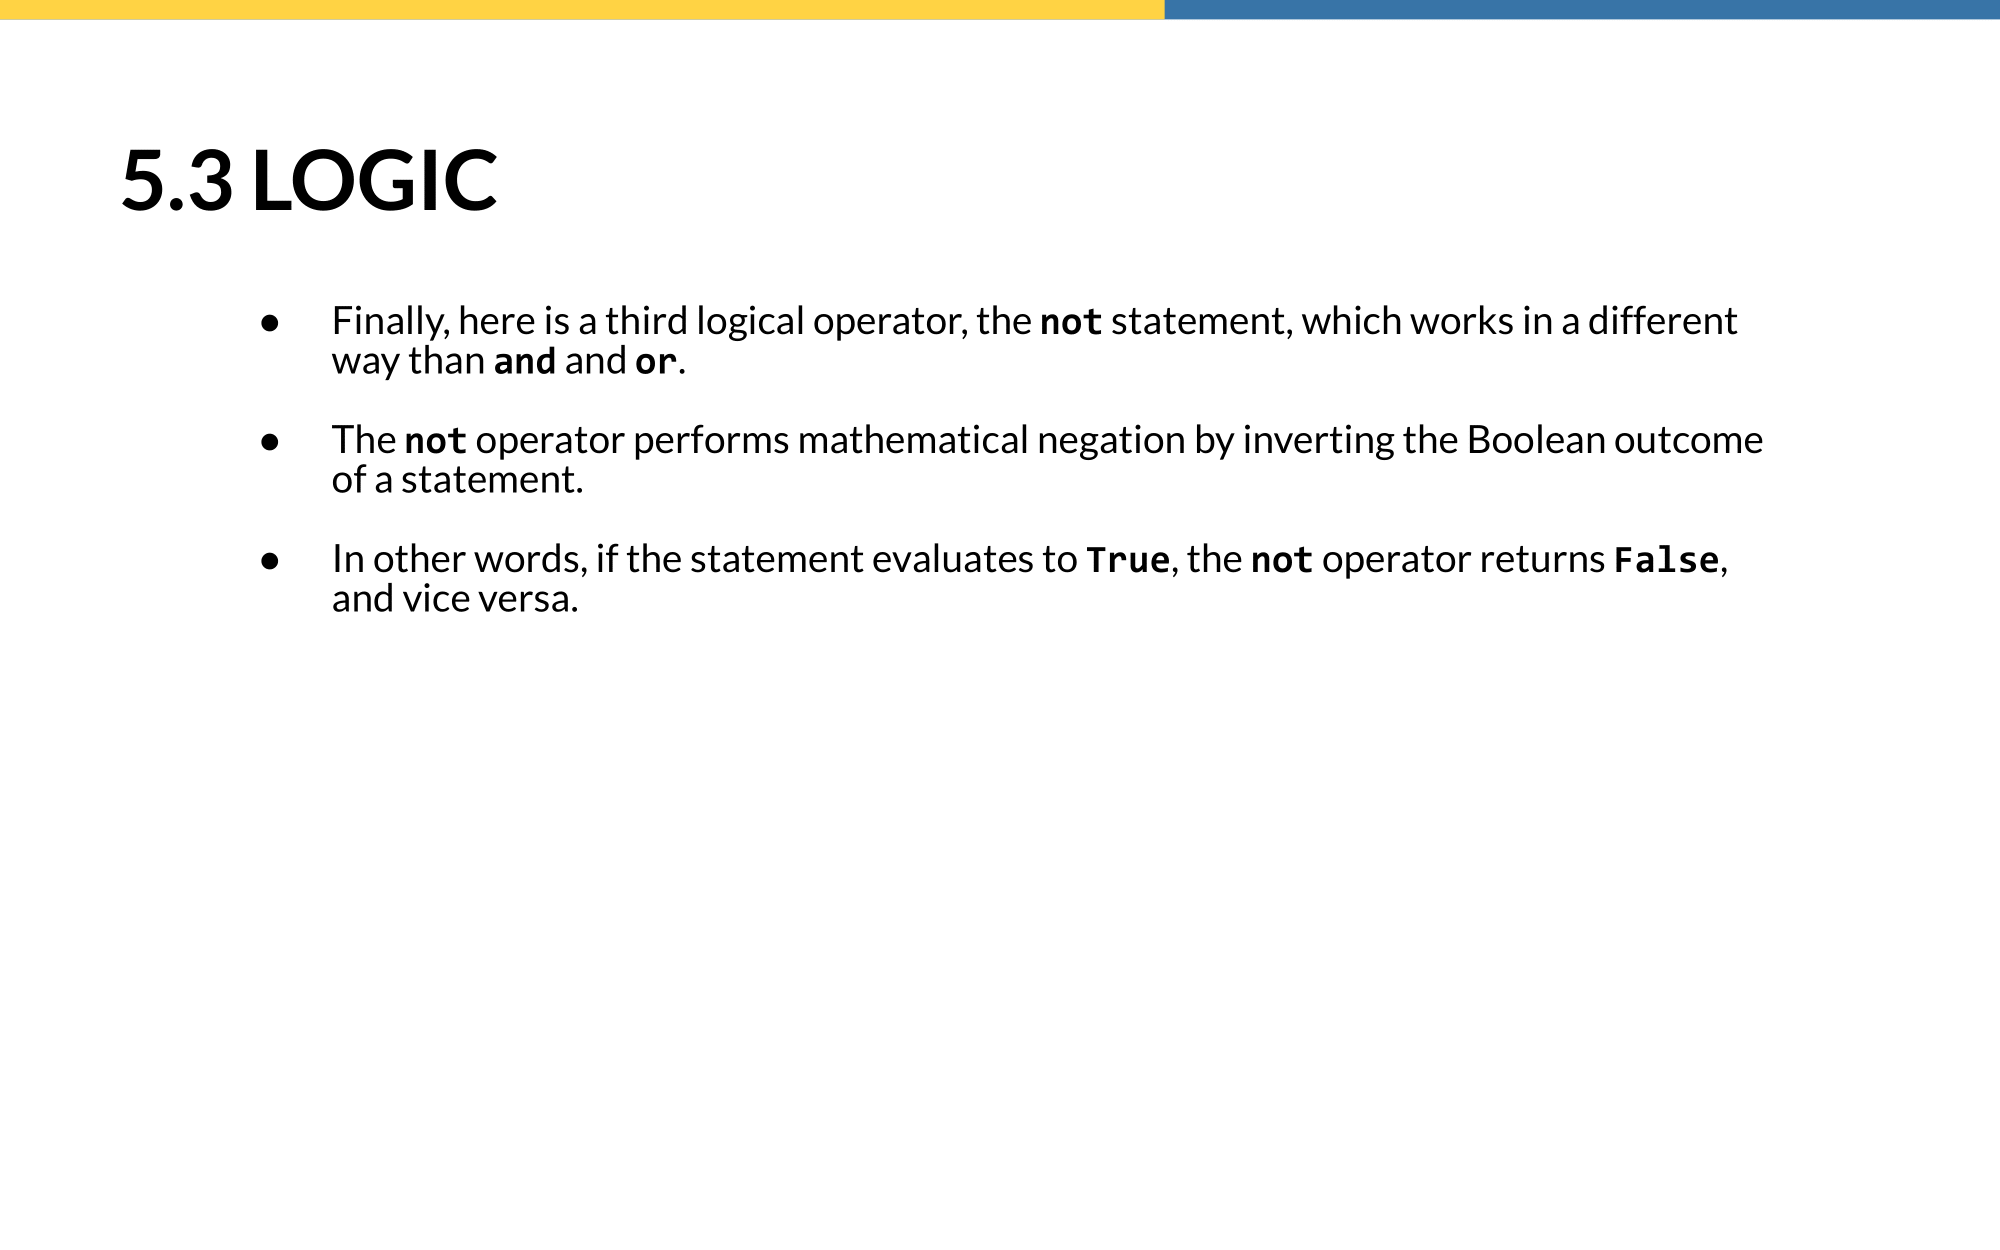 5.3 LOGIC
● Finally, here is a third logical operator, the not statement, which works in a different
way than and and or.
● The not operator performs mathematical negation by inverting the Boolean outcome
of a statement.
● In other words, if the statement evaluates to True, the not operator returns False,
and vice versa.